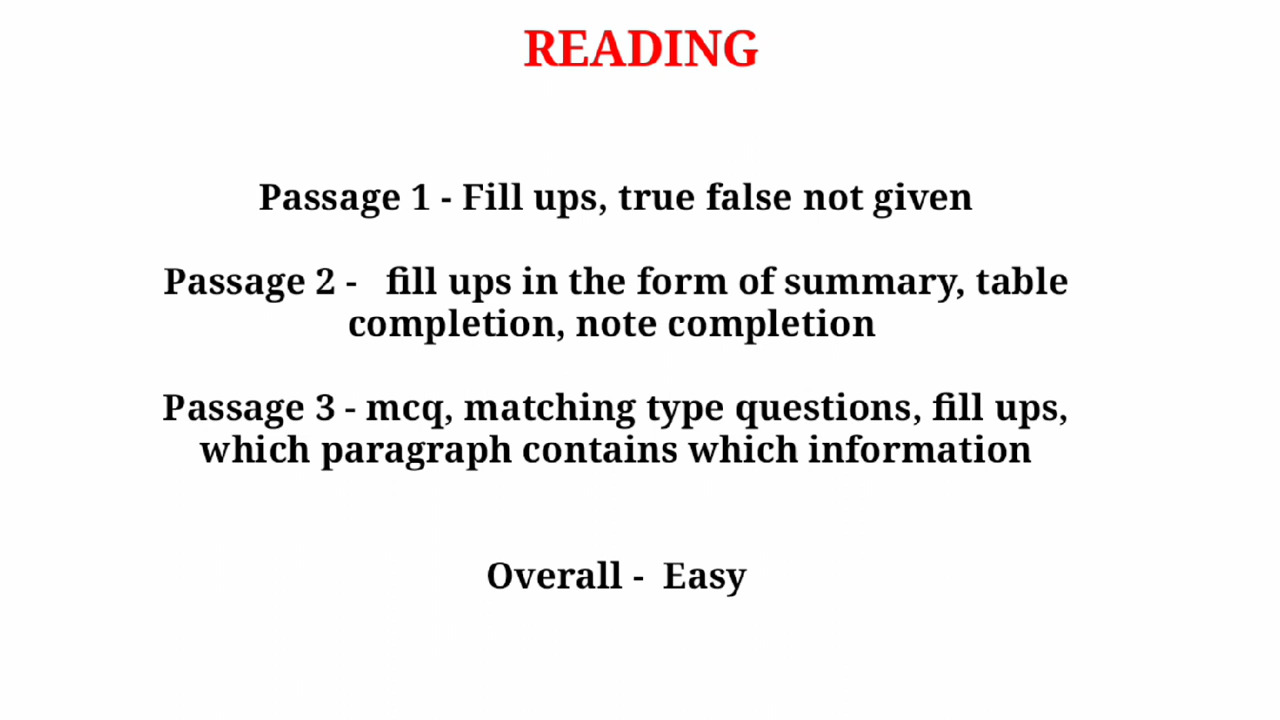 READING
Passage 1 - Fill ups, true false not given
Passage 2 -   fill ups in the form of summary, table
completion, note completion
Passage 3 - mcq, matching type questions, fill ups,
which paragraph contains which information
Overall -  Easy